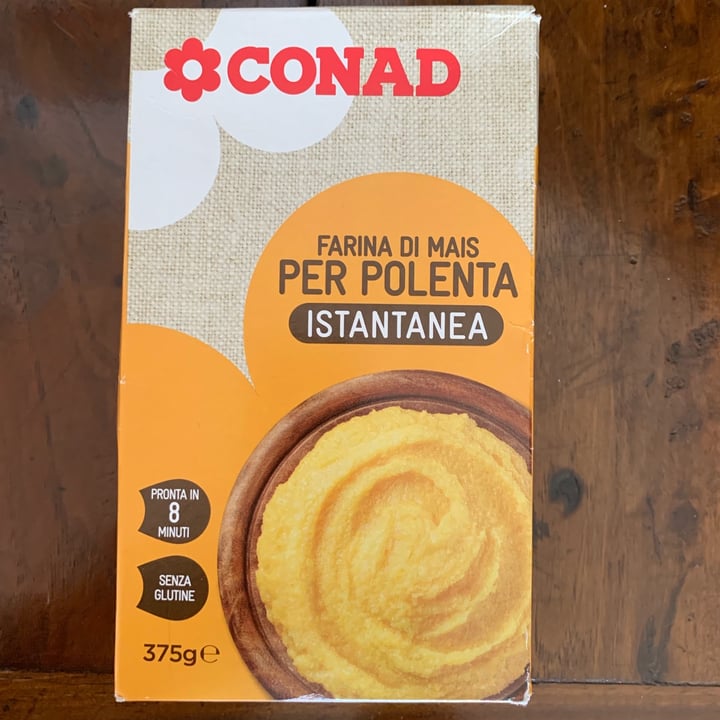 CONAD
FARINA DI MAIS
PER POLENTA
ISTANTANEA
PRONTA IN
8
MINUTI
SENZA
GLUTINE
375g e